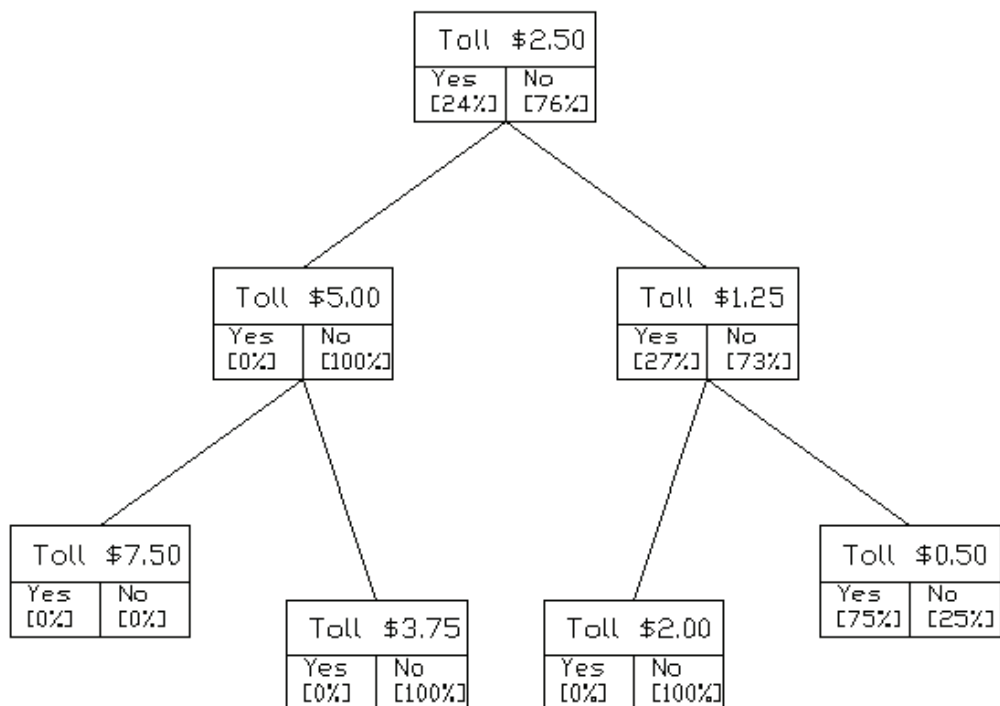 Toll $2.50
Yes No
[24%] [76%]
Toll $5.00
Yes No
[0%] [100%]
Toll $1.25
Yes No
[27%] [73%]
Toll $7.50
Yes No
[0%] [0%]
Toll $3.75
Yes No
[0%] [100%]
Toll $2.00
Yes No
[0%] [100%]
Toll $0.50
Yes No
[75%] [25%]